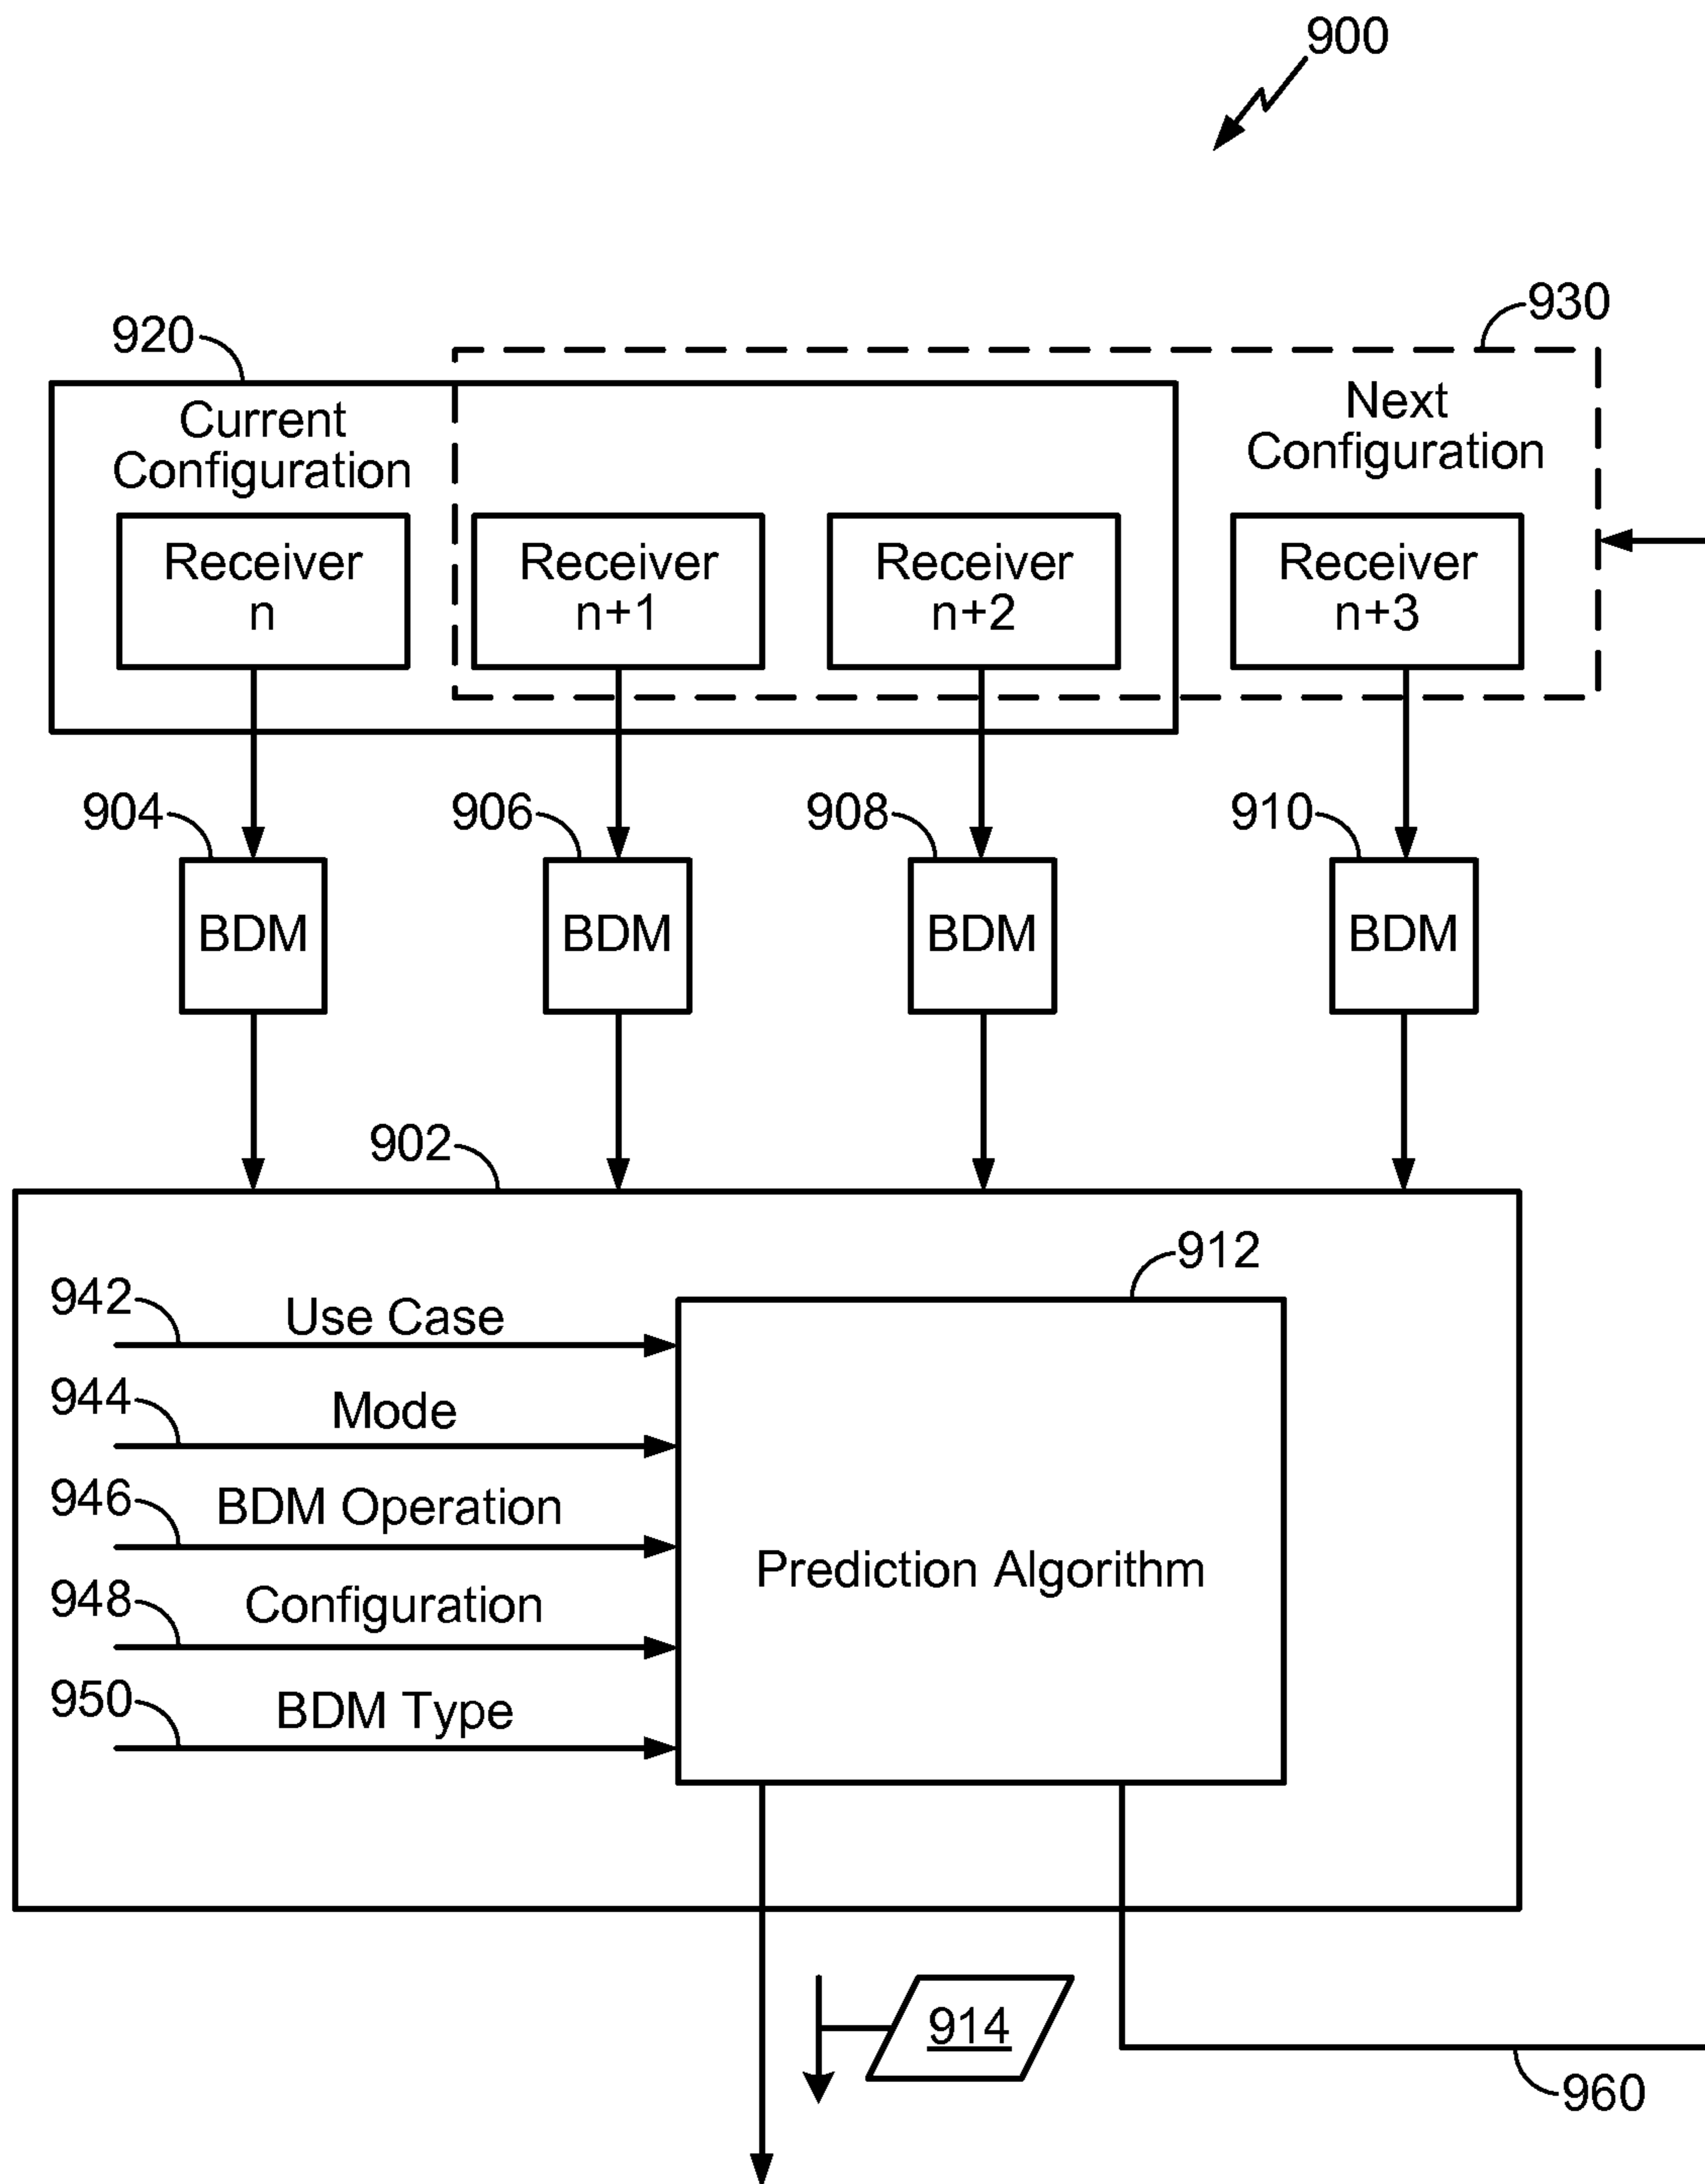 900
930
920
Current
Configuration
Next
Configuration
Receiver
n
Receiver
n+1
Receiver
n+2
Receiver
n+3
904
906
908
910
BDM
BDM
BDM
BDM
902
912
942
Use Case
944
Mode
946
BDM Operation
948
Configuration
950
BDM Type
Prediction Algorithm
914
960